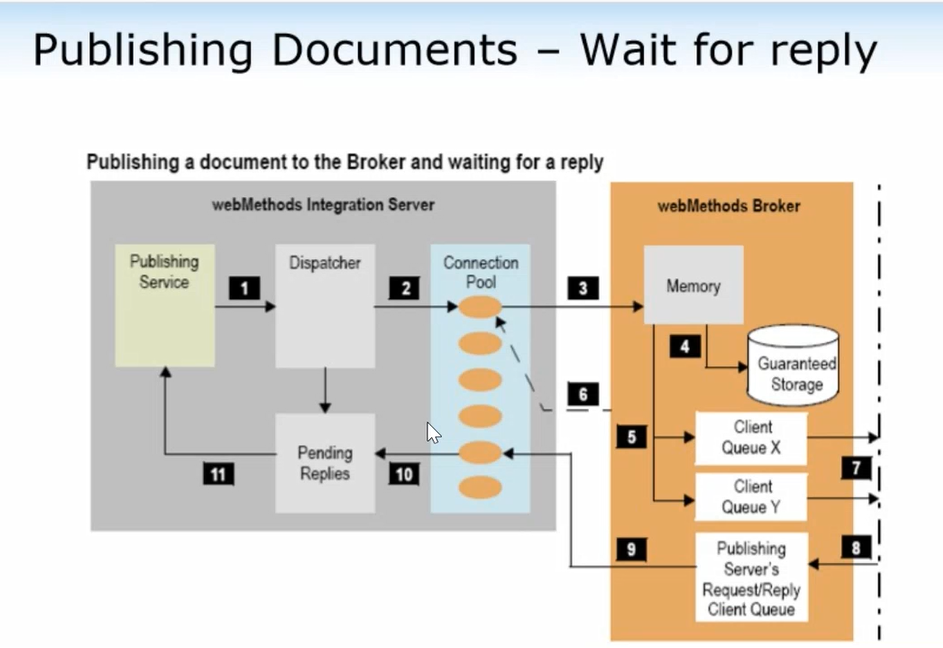 Publishing Documents – Wait for reply
Publishing a document to the Broker and waiting for a reply
webMethods Integration Server
webMethods Broker
Publishing
Service
1
Dispatcher
2
Connection
Pool
3
Memory
4
Guaranteed
Storage
6
5
Client
Queue X
7
Client
Queue Y
Pending
Replies
10
11
9
Publishing
Server's
Request/Reply
Client Queue
8